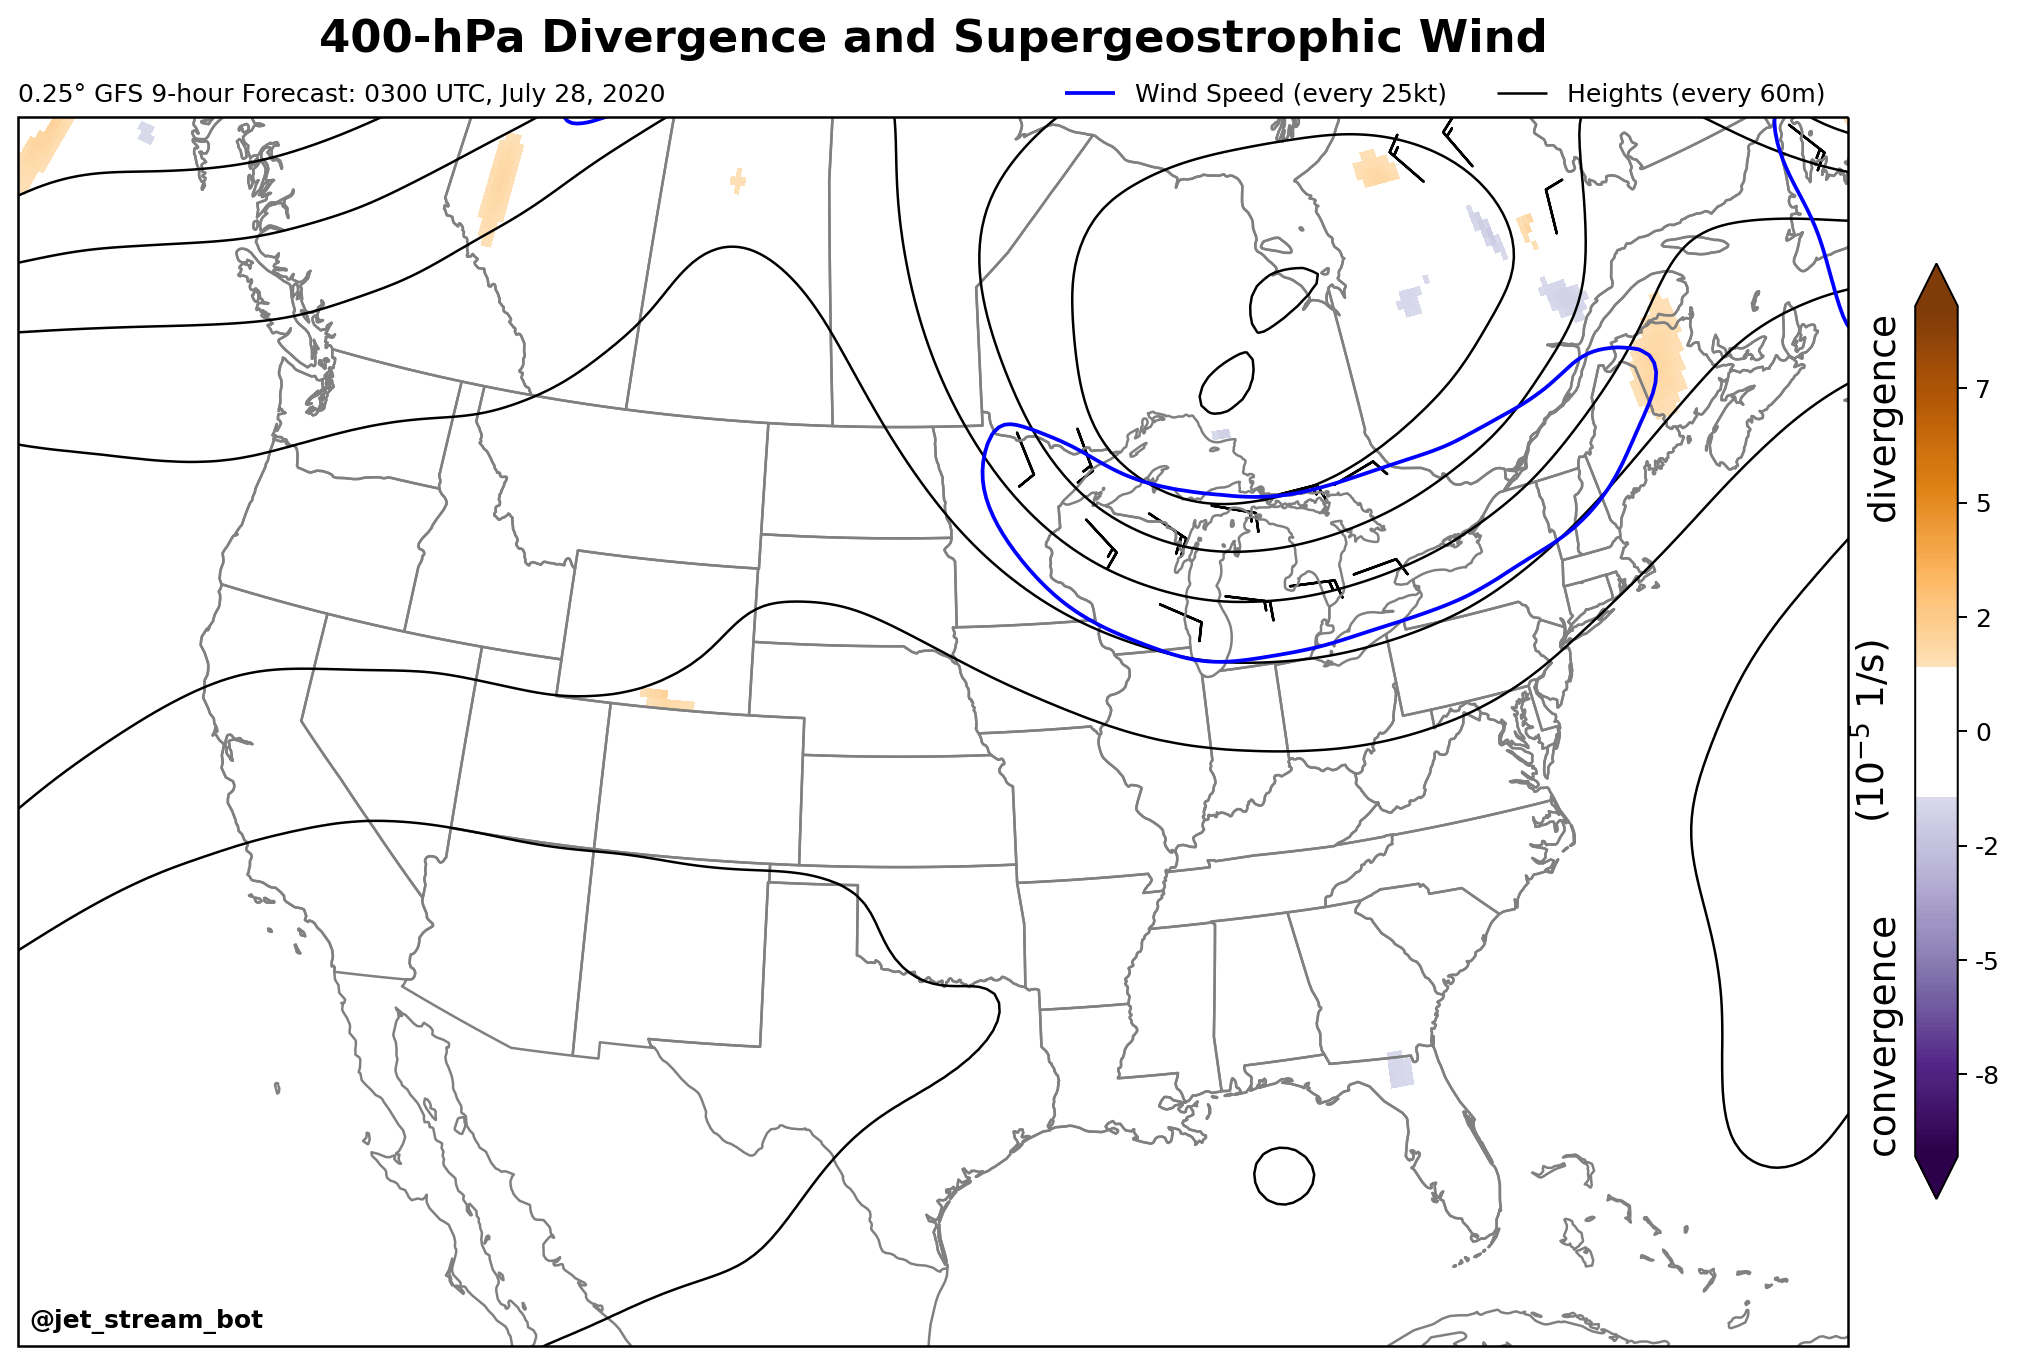 400-hPa Divergence and Supergeostrophic Wind
0.25° GFS 9-hour Forecast: 0300 UTC, July 28, 2020
Wind Speed (every 25kt)
Heights (every 60m)
divergence
(10⁻⁵ 1/s)
convergence
7
5
2
0
-2
-5
-8
@jet_stream_bot